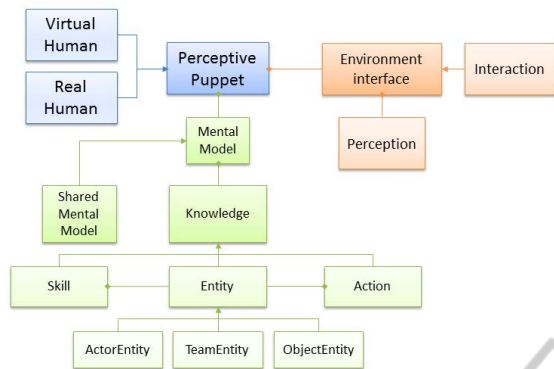 Virtual
Human
Real
Human
Perceptive
Puppet
Environment
interface
Interaction
Mental
Model
Perception
Shared
Mental
Model
Knowledge
Skill
Entity
Action
ActorEntity
TeamEntity
ObjectEntity